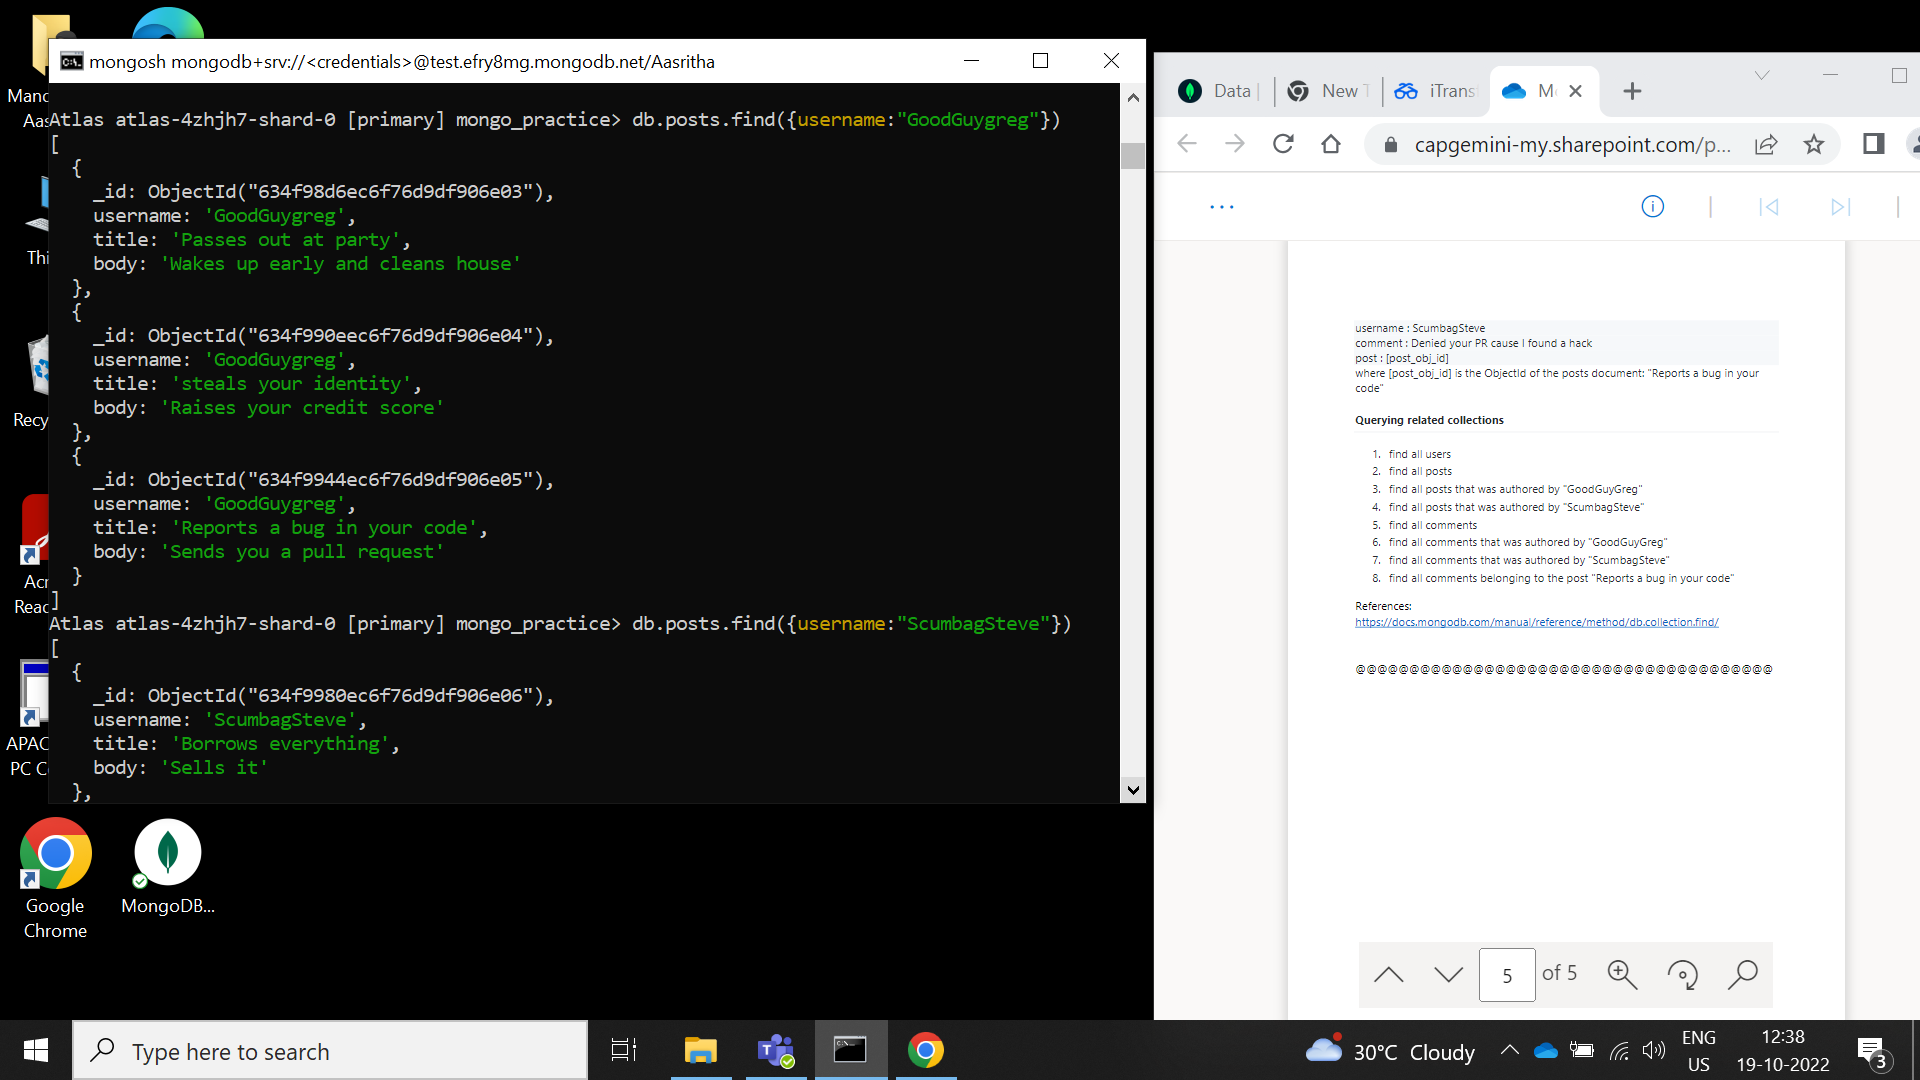 mongosh mongodb+srv://<credentials>@test.efry8mg.mongodb.net/Aasritha
Atlas atlas-4zhjh7-shard-0 [primary] mongo_practice> db.posts.find({username:"GoodGuygreg"})
[
  {
    _id: ObjectId("634f98d6ec6f76d9df906e03"),
    username: 'GoodGuygreg',
    title: 'Passes out at party',
    body: 'Wakes up early and cleans house'
  },
  {
    _id: ObjectId("634f990eec6f76d9df906e04"),
    username: 'GoodGuygreg',
    title: 'steals your identity',
    body: 'Raises your credit score'
  },
  {
    _id: ObjectId("634f9944ec6f76d9df906e05"),
    username: 'GoodGuygreg',
    title: 'Reports a bug in your code',
    body: 'Sends you a pull request'
  }
]
Atlas atlas-4zhjh7-shard-0 [primary] mongo_practice> db.posts.find({username:"ScumbagSteve"})
[
  {
    _id: ObjectId("634f9980ec6f76d9df906e06"),
    username: 'ScumbagSteve',
    title: 'Borrows everything',
    body: 'Sells it'
  },
Manc
Aas
Thi
Recy
Acr
Read
APAC
PC C
Google
Chrome
MongoDB...
Data
New T
iTrans
M
capgemini-my.sharepoint.com/p...
username : ScumbagSteve
comment : Denied your PR cause I found a hack
post : [post_obj_id]
where [post_obj_id] is the ObjectId of the posts document: "Reports a bug in your
code"
Querying related collections
1. find all users
2. find all posts
3. find all posts that was authored by "GoodGuyGreg"
4. find all posts that was authored by "ScumbagSteve"
5. find all comments
6. find all comments that was authored by "GoodGuyGreg"
7. find all comments that was authored by "ScumbagSteve"
8. find all comments belonging to the post "Reports a bug in your code"
References:
https://docs.mongodb.com/manual/reference/method/db.collection.find/
@@@@@@@@@@@@@@@@@@@@@@@@@@@@@@@@@@@@@@@
5 of 5
Type here to search
30°C Cloudy
ENG
US
12:38
19-10-2022
3